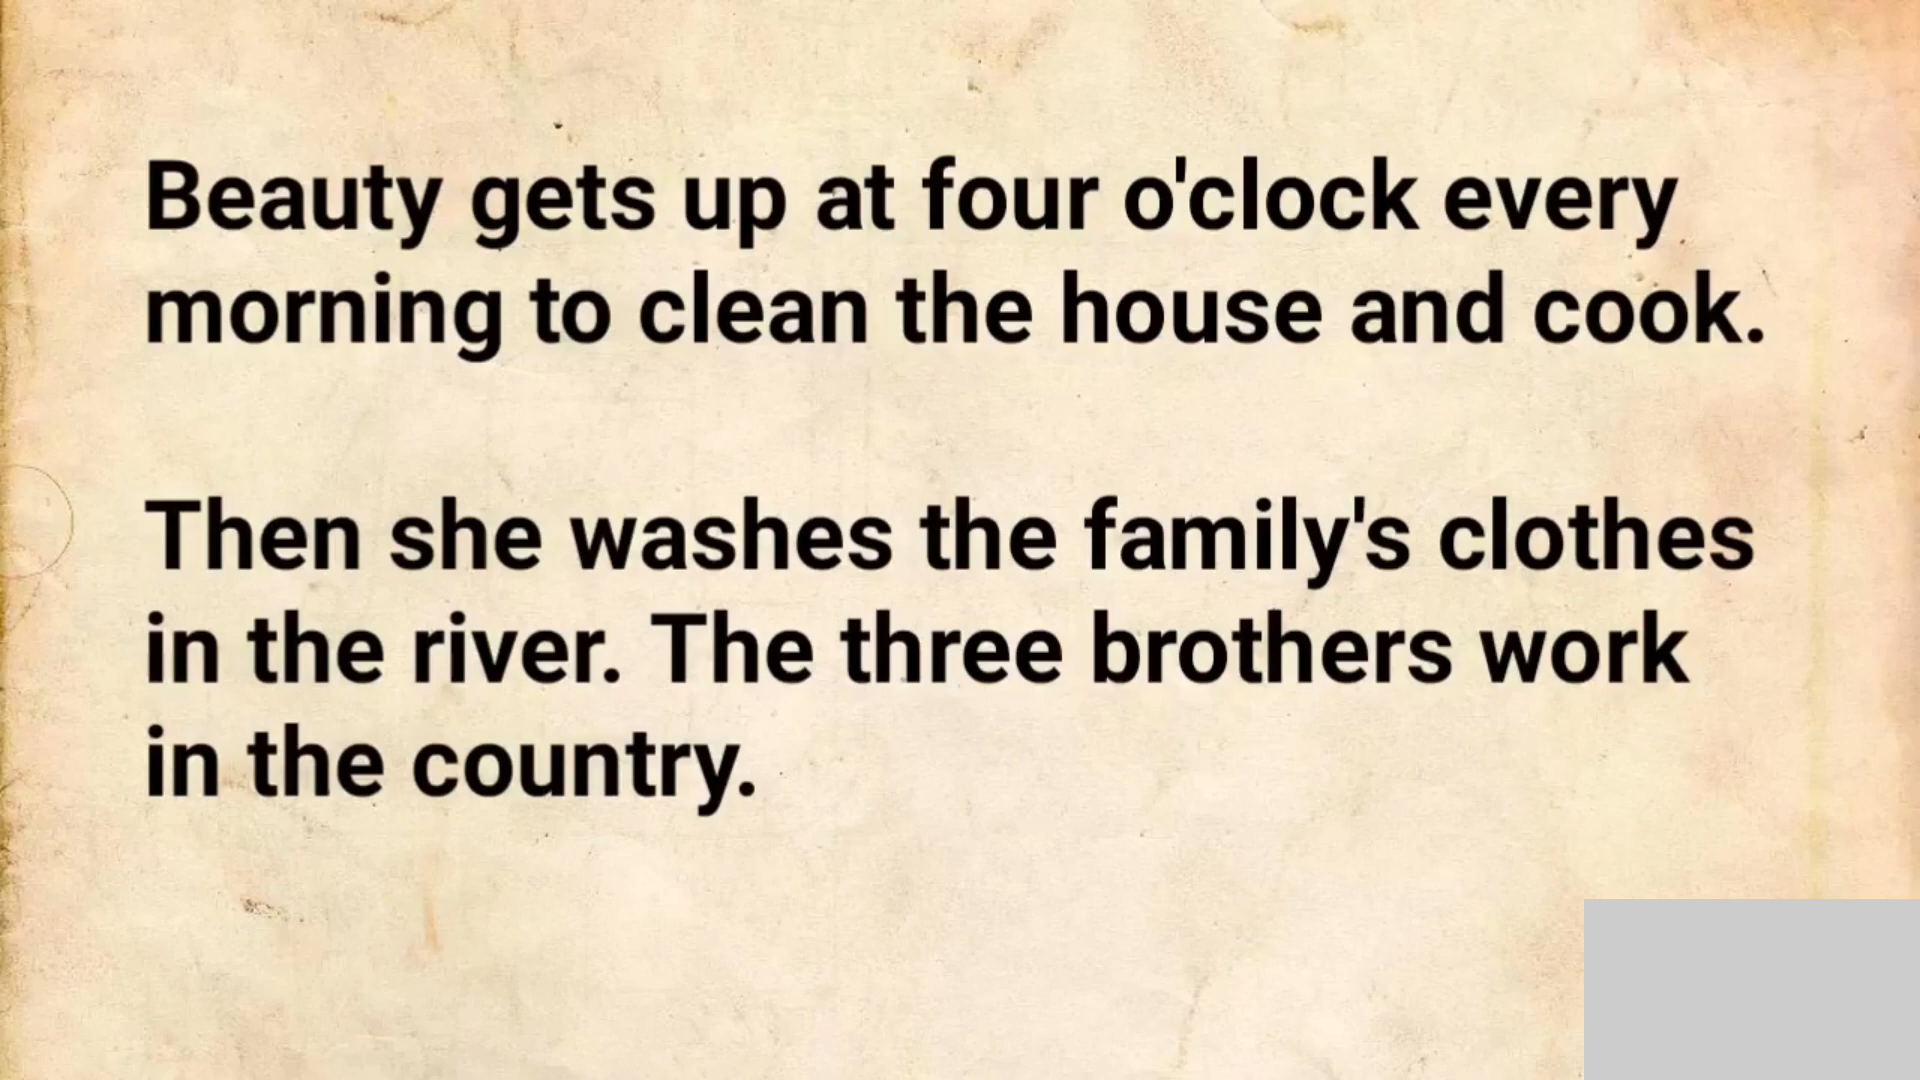 Beauty gets up at four o'clock every
morning to clean the house and cook.
Then she washes the family's clothes
in the river. The three brothers work
in the country.